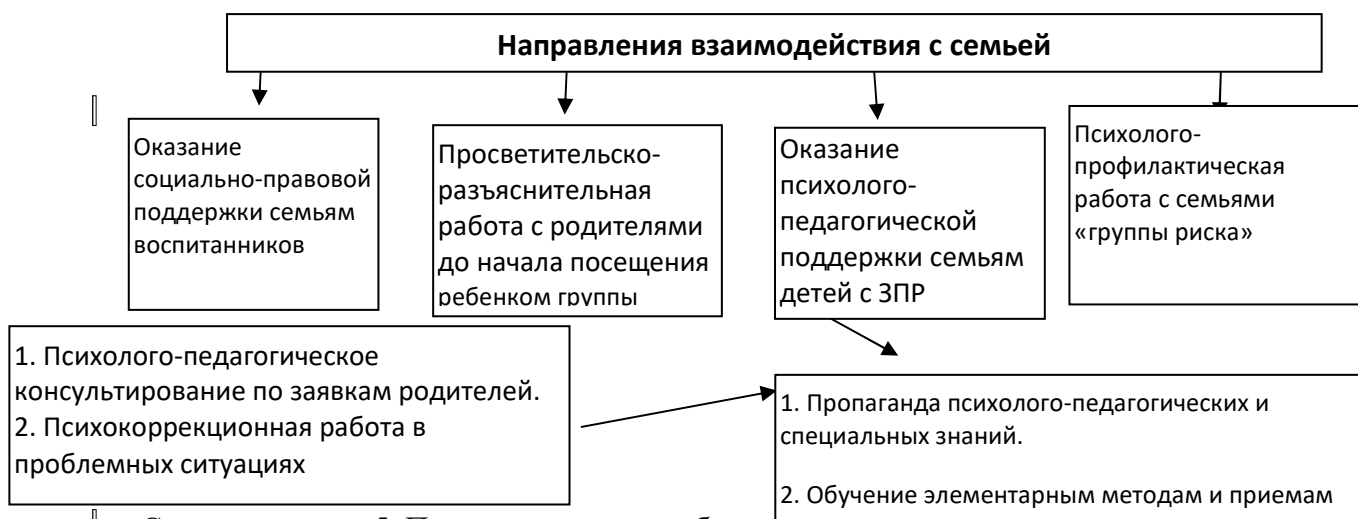 Направления взаимодействия с семьей
Оказание
социально-правовой
поддержки семьям
воспитанников
Просветительско-
разъяснительная
работа с родителями
до начала посещения
ребенком группы
Оказание
психолого-
педагогической
поддержки семьям
детей с ЗПР
Психолого-
профилактическая
работа с семьями
«группы риска»
1. Психолого-педагогическое
консультирование по заявкам родителей.
2. Психокоррекционная работа в
проблемных ситуациях
1. Пропаганда психолого-педагогических и
специальных знаний.
2. Обучение элементарным методам и приемам